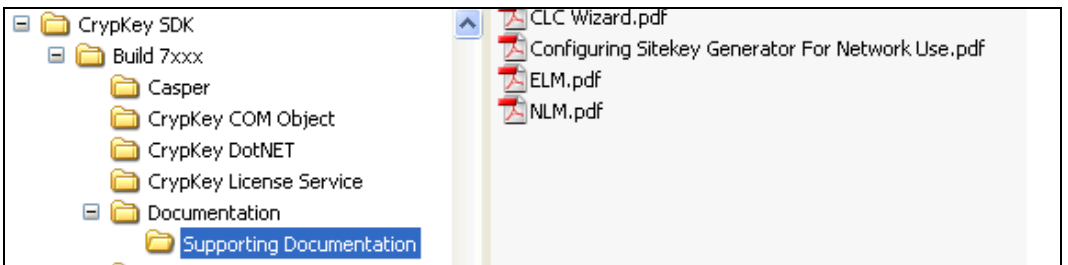 CrypKey SDK
Build 7xxx
Casper
CrypKey COM Object
CrypKey DotNET
CrypKey License Service
Documentation
Supporting Documentation
CLC Wizard.pdf
Configuring Sitekey Generator For Network Use.pdf
ELM.pdf
NLM.pdf